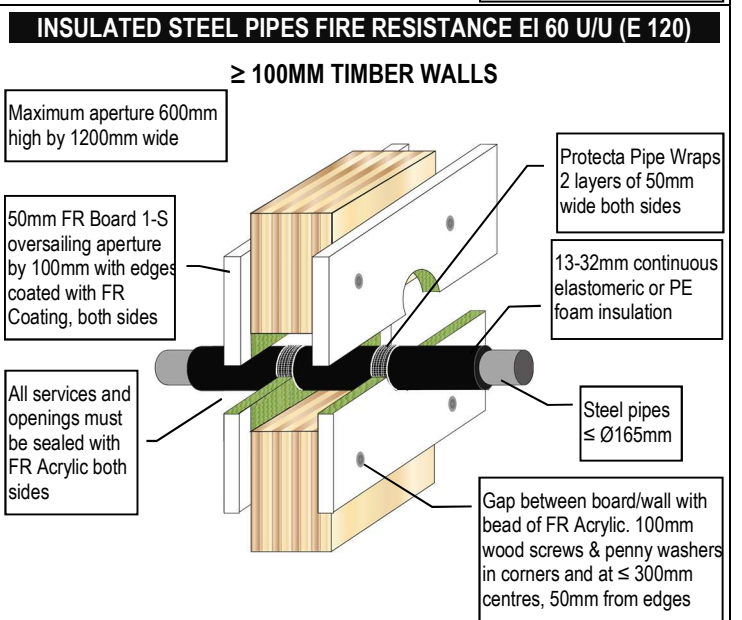 INSULATED STEEL PIPES FIRE RESISTANCE EI 60 U/U (E 120)
≥ 100MM TIMBER WALLS
Maximum aperture 600mm
high by 1200mm wide
Protecta Pipe Wraps
2 layers of 50mm
wide both sides
50mm FR Board 1-S
oversailing aperture
by 100mm with edges
coated with FR
Coating, both sides
13-32mm continuous
elastomeric or PE
foam insulation
All services and
openings must
be sealed with
FR Acrylic both
sides
Steel pipes
≤ Ø165mm
Gap between board/wall with
bead of FR Acrylic. 100mm
wood screws & penny washers
in corners and at ≤ 300mm
centres, 50mm from edges